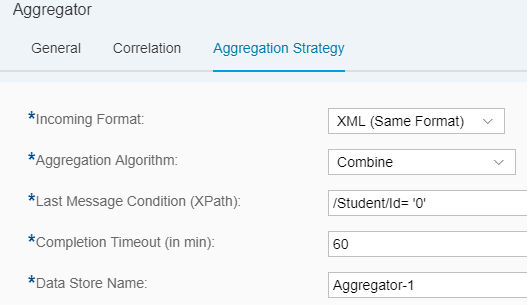 Aggregator
General Correlation Aggregation Strategy
*Incoming Format: XML (Same Format)
*Aggregation Algorithm: Combine
*Last Message Condition (XPath): /Student/Id= '0'
*Completion Timeout (in min): 60
*Data Store Name: Aggregator-1